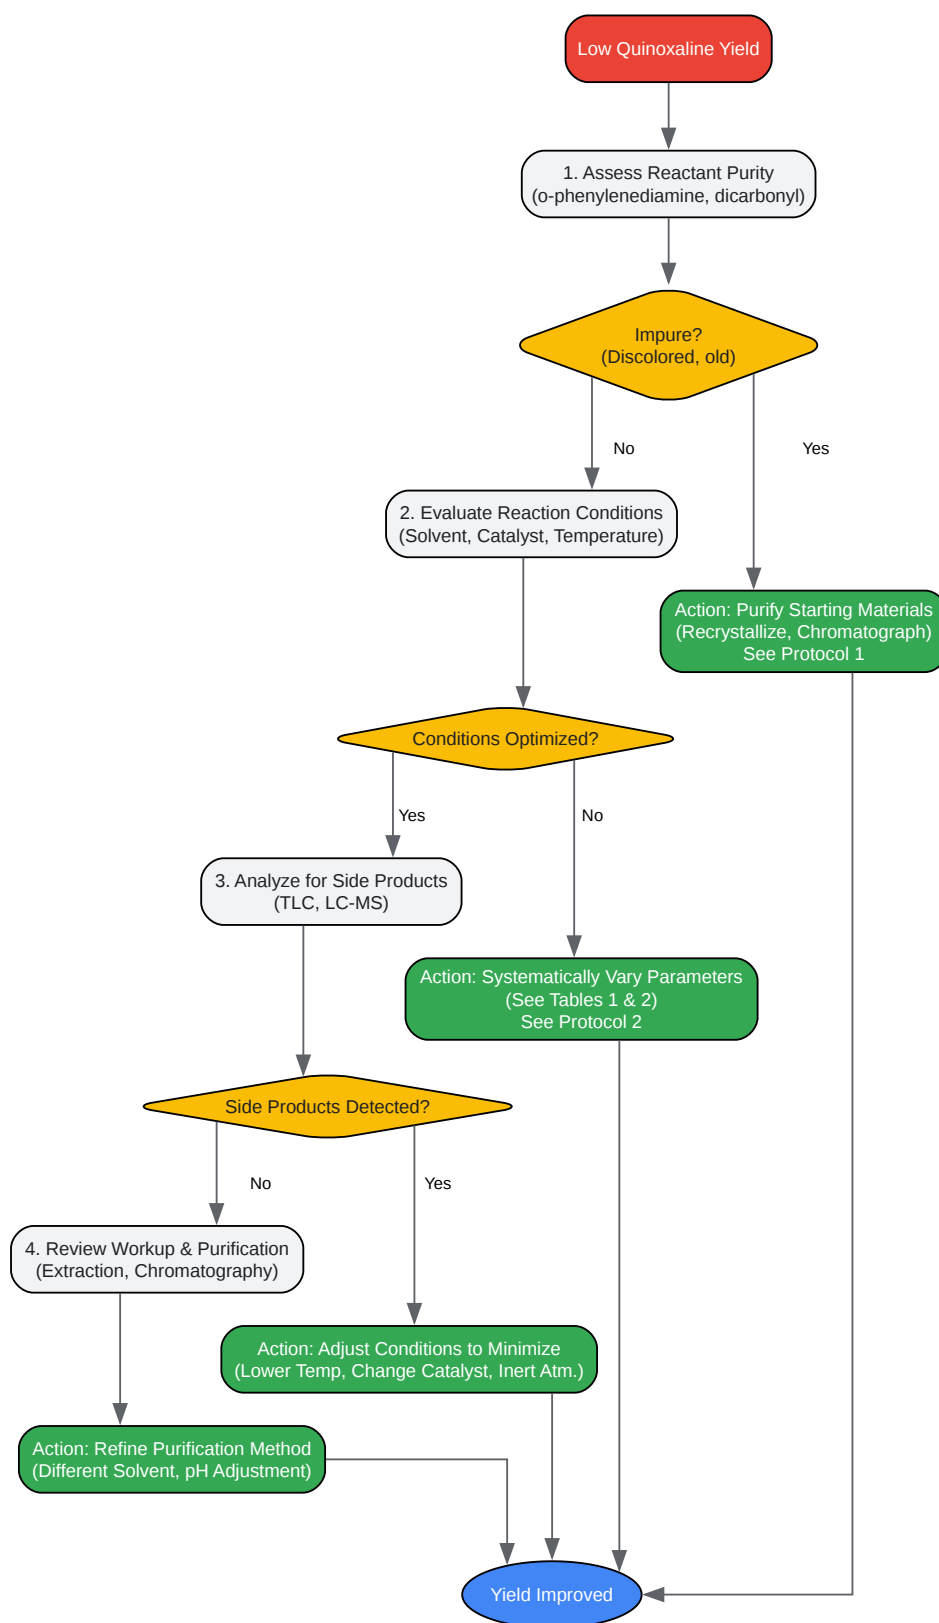 Low Quinoxaline Yield
1. Assess Reactant Purity
(o-phenylenediamine, dicarbonyl)
Impure?
(Discolored, old)
No
Yes
2. Evaluate Reaction Conditions
(Solvent, Catalyst, Temperature)
Action: Purify Starting Materials
(Recrystallize, Chromatograph)
See Protocol 1
Conditions Optimized?
Yes
No
3. Analyze for Side Products
(TLC, LC-MS)
Action: Systematically Vary Parameters
(See Tables 1 & 2)
See Protocol 2
Side Products Detected?
No
Yes
4. Review Workup & Purification
(Extraction, Chromatography)
Action: Adjust Conditions to Minimize
(Lower Temp, Change Catalyst, Inert Atm.)
Action: Refine Purification Method
(Different Solvent, pH Adjustment)
Yield Improved